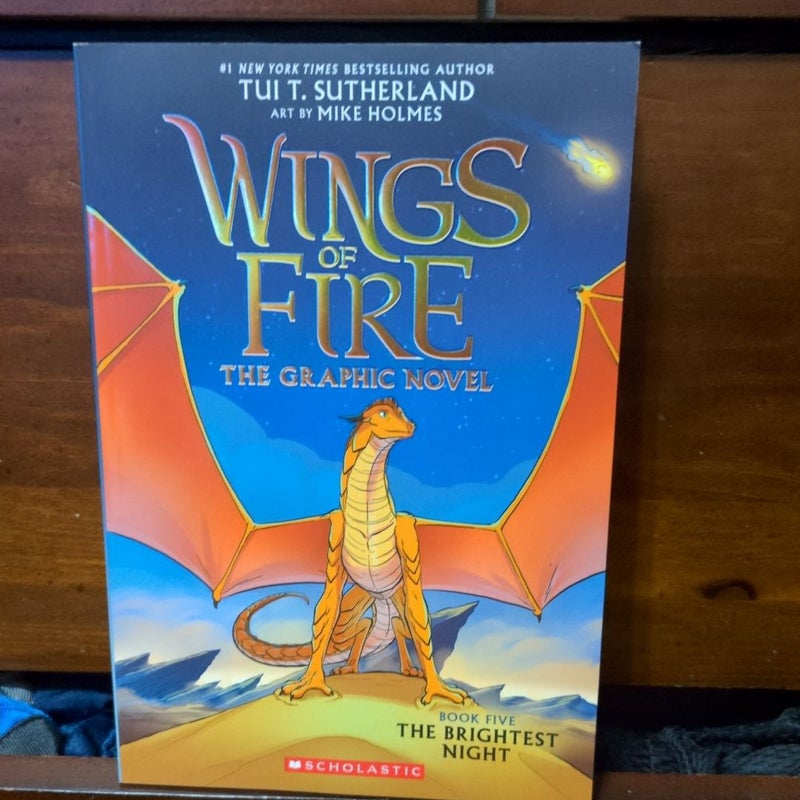 #1 NEW YORK TIMES BESTSELLING AUTHOR
TUI T. SUTHERLAND
ART BY MIKE HOLMES
WINGS
OF
FIRE
THE GRAPHIC NOVEL
BOOK FIVE
THE BRIGHTEST
NIGHT
SCHOLASTIC